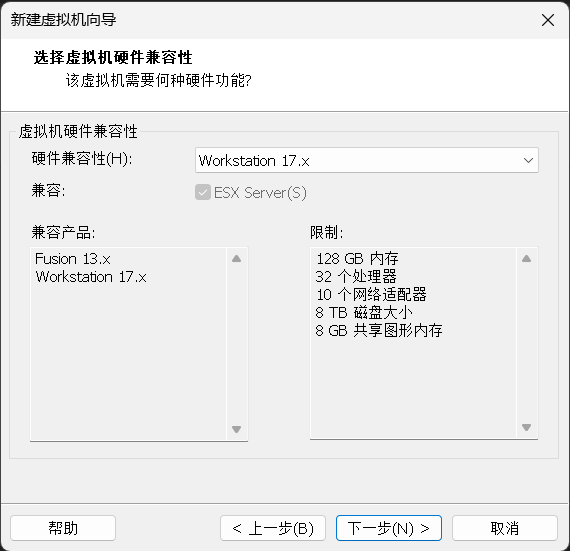 新建虚拟机向导
选择虚拟机硬件兼容性
该虚拟机需要何种硬件功能?
虚拟机硬件兼容性
硬件兼容性(H):
Workstation 17.x
兼容:
ESX Server(S)
兼容产品:
Fusion 13.x
Workstation 17.x
限制:
128 GB 内存
32 个处理器
10 个网络适配器
8 TB 磁盘大小
8 GB 共享图形内存
帮助
< 上一步(B)
下一步(N) >
取消